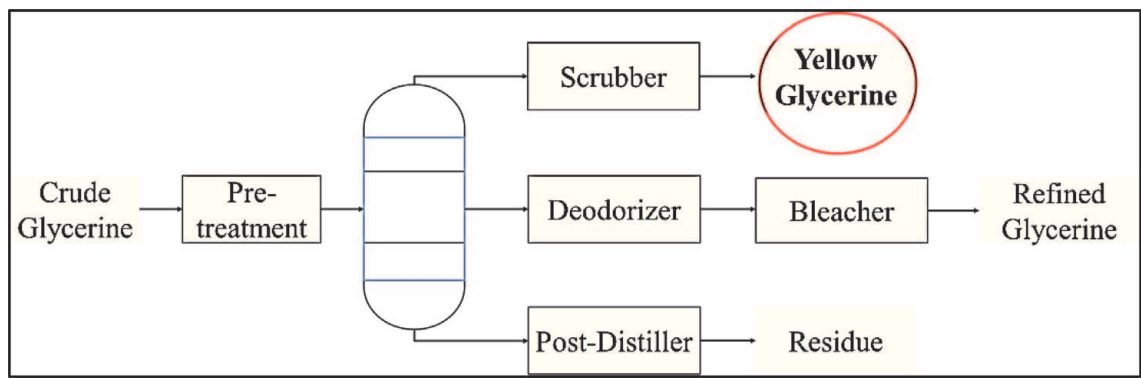 Scrubber
Yellow
Glycerine
Crude
Glycerine
Pre-
treatment
Deodorizer
Bleacher
Refined
Glycerine
Post-Distiller
Residue